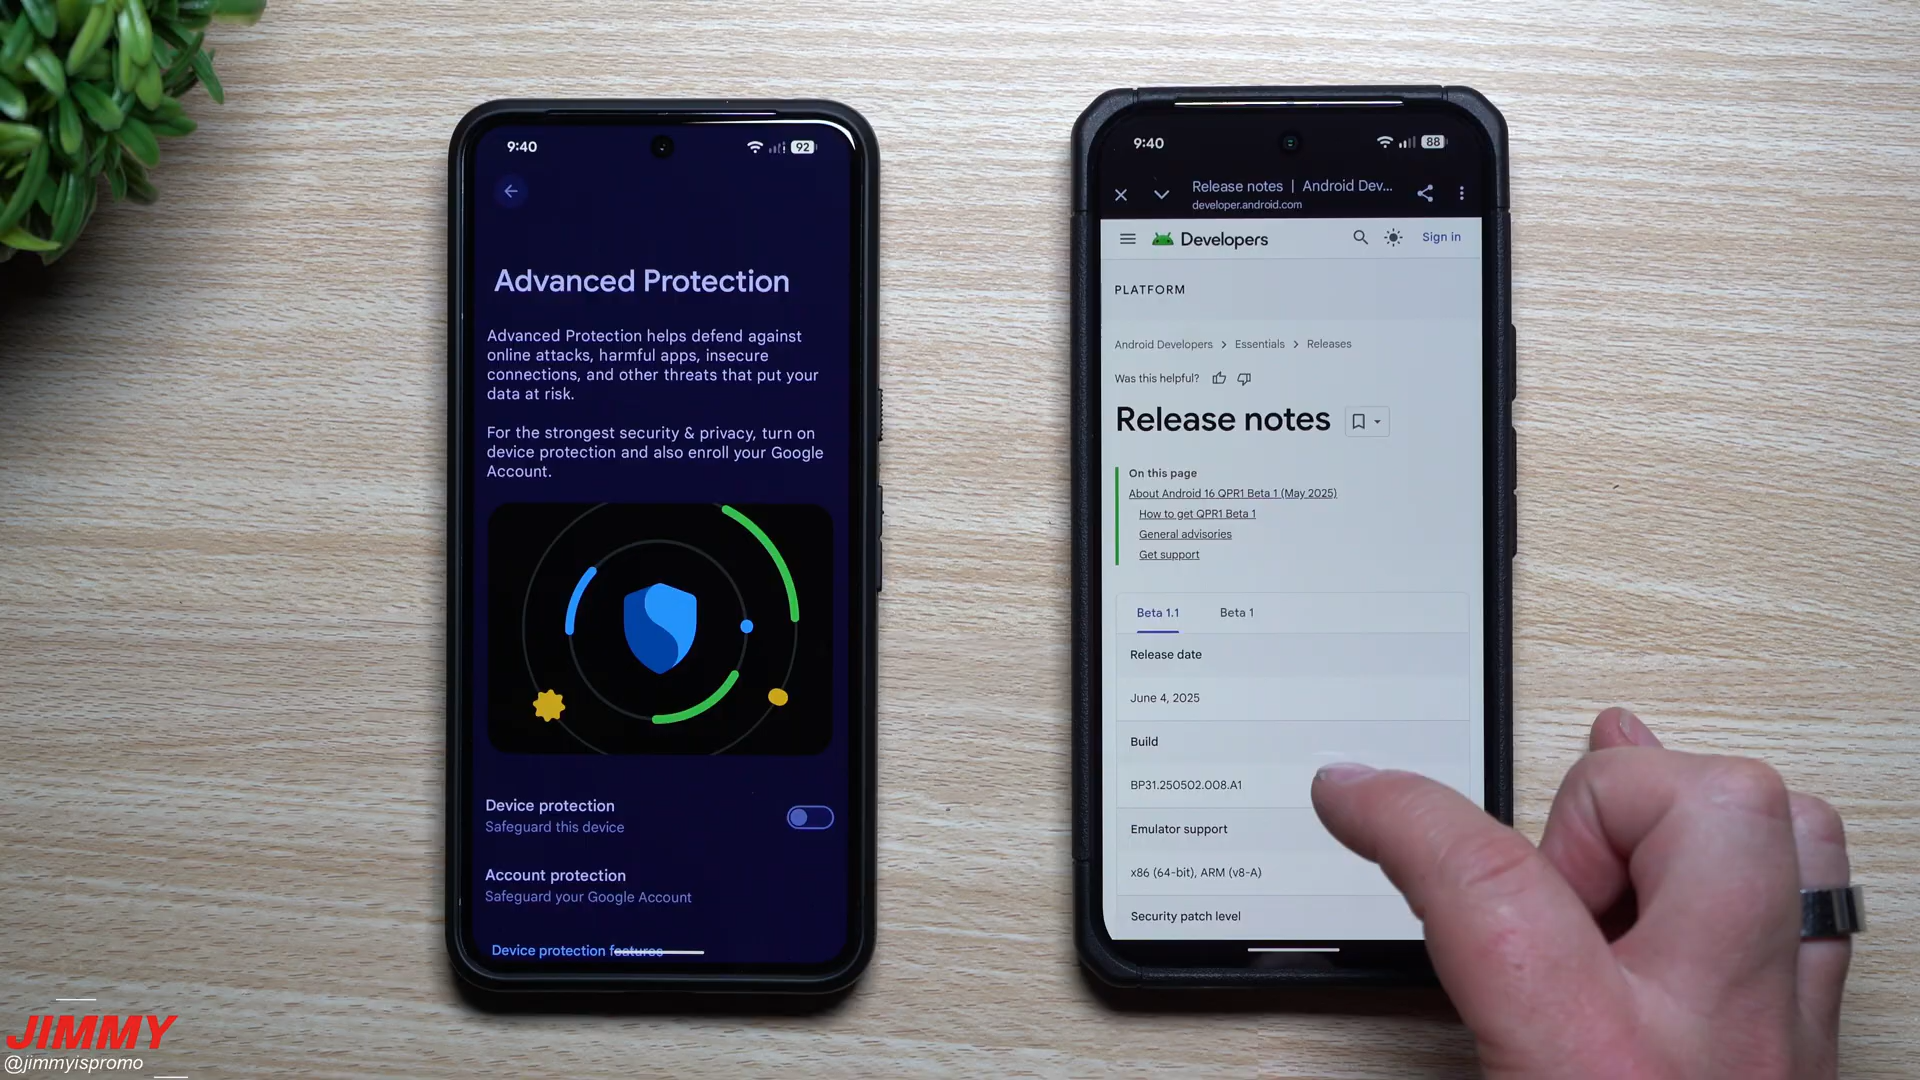 9:40
92
Advanced Protection
Advanced Protection helps defend against
online attacks, harmful apps, insecure
connections, and other threats that put your
data at risk.
For the strongest security & privacy, turn on
device protection and also enroll your Google
Account.
Device protection
Safeguard this device
Account protection
Safeguard your Google Account
Device protection features
9:40
88
Release notes | Android Dev...
developer.android.com
Developers
Sign in
PLATFORM
Android Developers > Essentials > Releases
Was this helpful?
Release notes
On this page
About Android 16 QPR1 Beta 1 (May 2025)
How to get QPR1 Beta 1
General advisories
Get support
Beta 1.1 Beta 1
Release date
June 4, 2025
Build
BP31.250502.008.A1
Emulator support
x86 (64-bit), ARM (v8-A)
Security patch level
JIMMY
@jimmyispromo